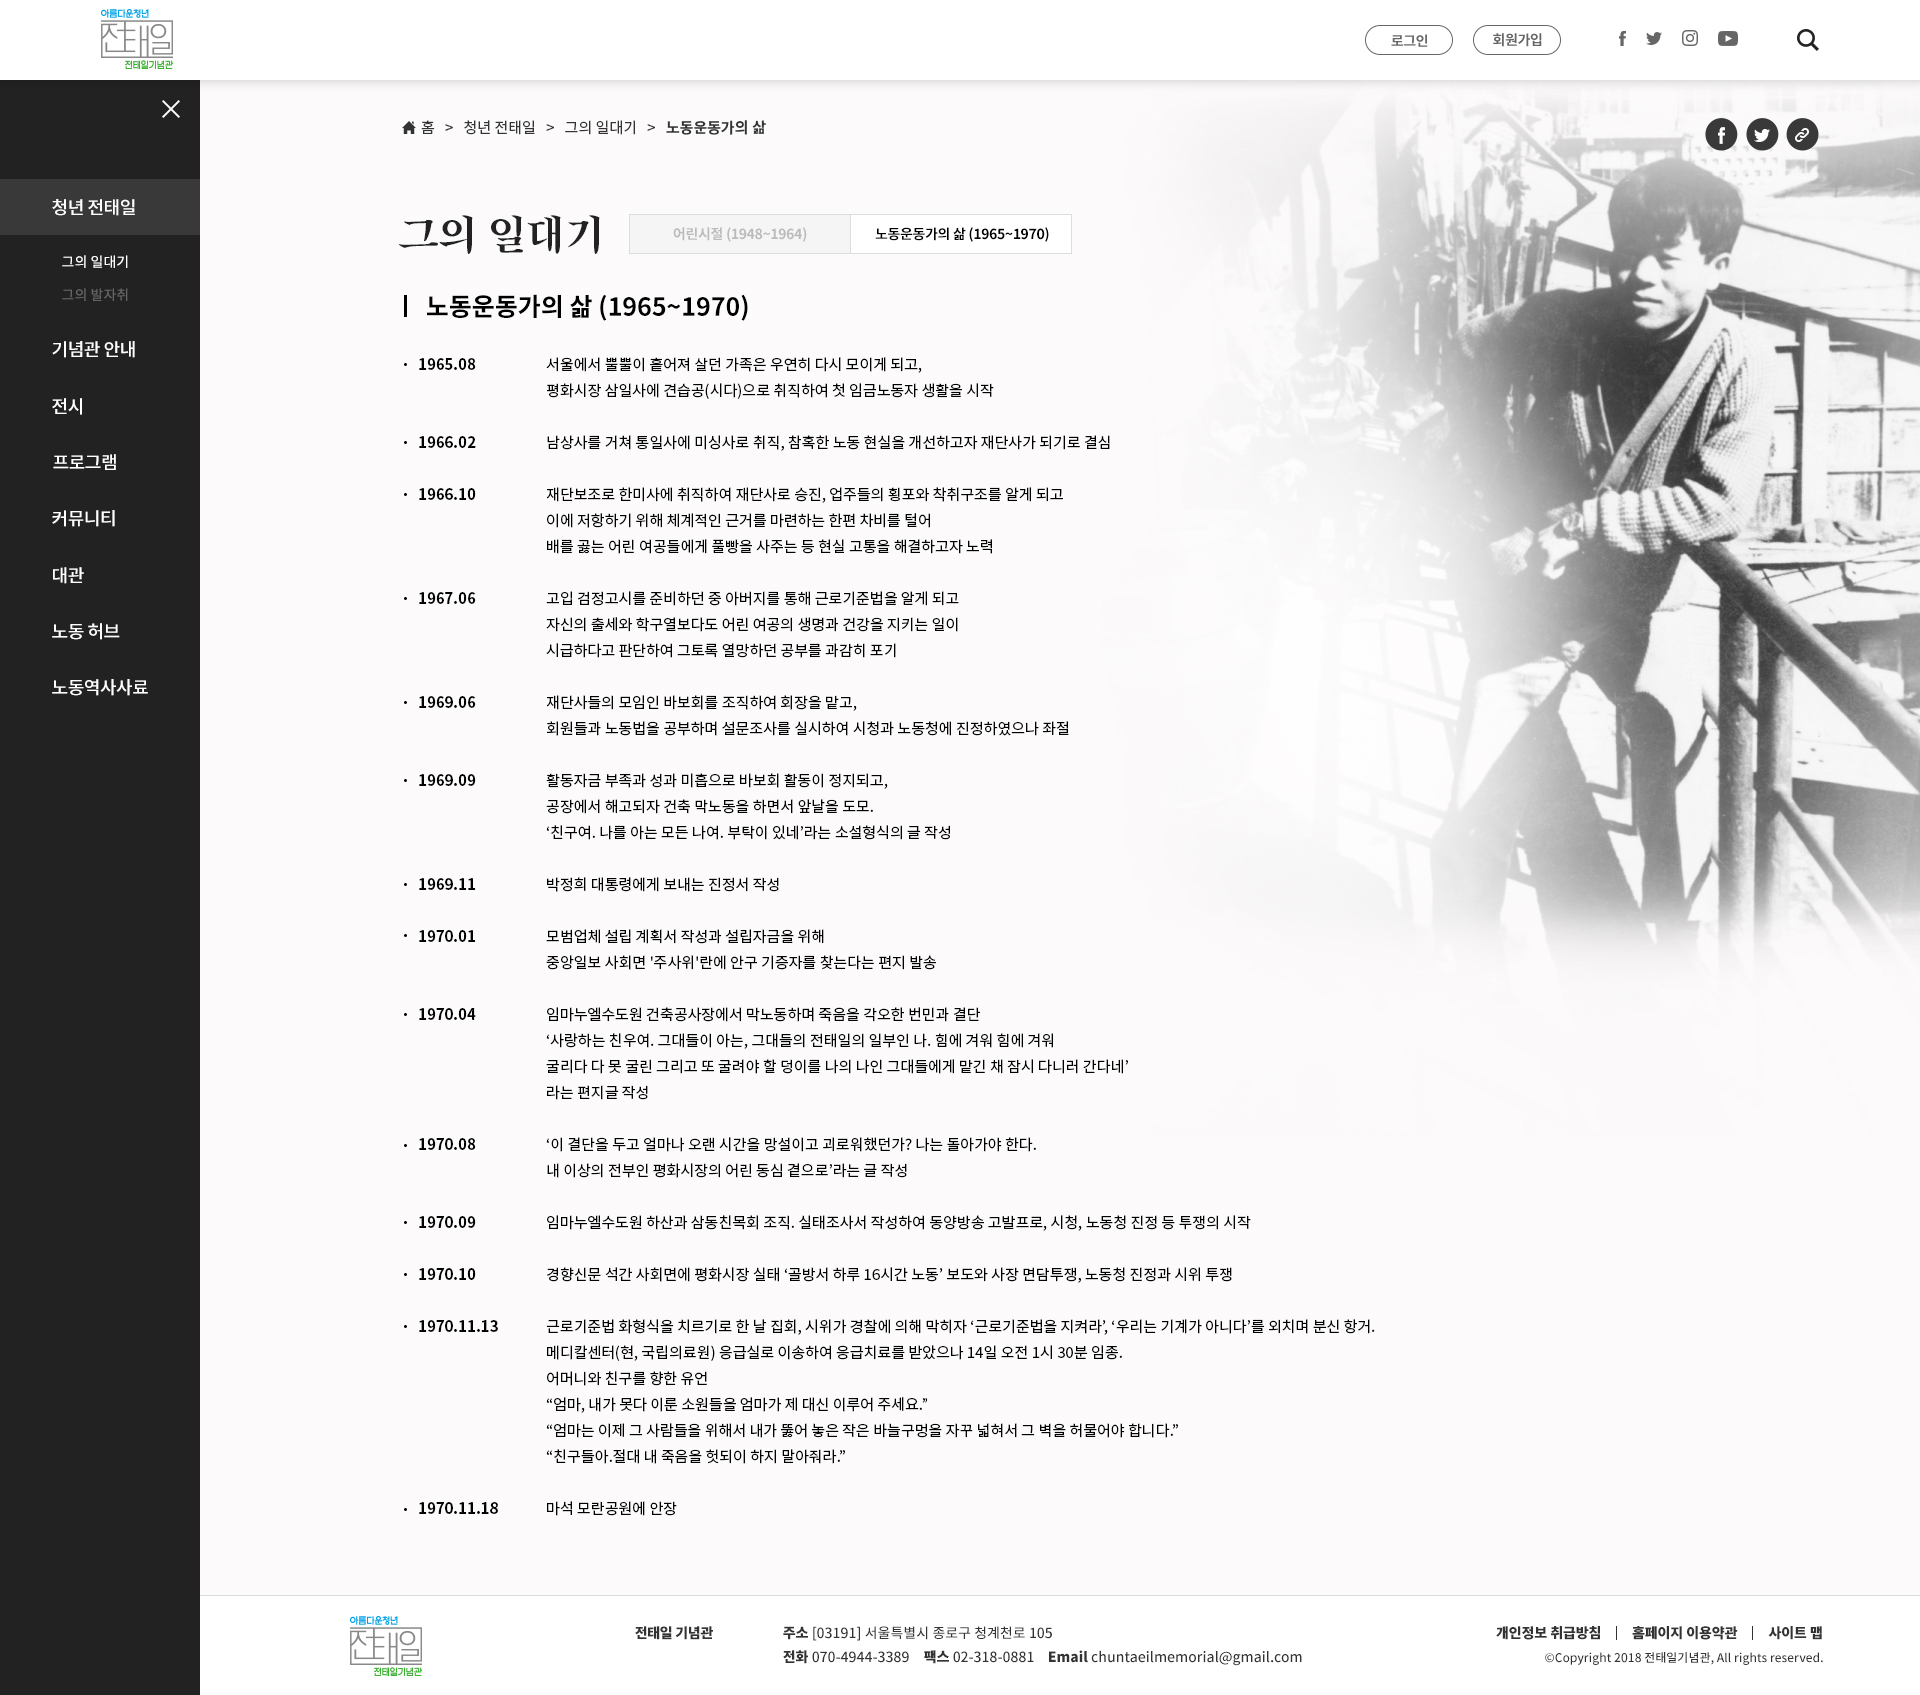 아름다운청년
전태일
전태일기념관
로그인
회원가입
홈 > 청년 전태일 > 그의 일대기 > 노동운동가의 삶
청년 전태일
그의 일대기
그의 발자취
기념관 안내
전시
프로그램
커뮤니티
대관
노동 허브
노동역사사료
그의 일대기
어린시절 (1948~1964)
노동운동가의 삶 (1965~1970)
노동운동가의 삶 (1965~1970)
· 1965.08 서울에서 뿔뿔이 흩어져 살던 가족은 우연히 다시 모이게 되고,
평화시장 삼일사에 견습공(시다)으로 취직하여 첫 임금노동자 생활을 시작
· 1966.02 남상사를 거쳐 통일사에 미싱사로 취직, 참혹한 노동 현실을 개선하고자 재단사가 되기로 결심
· 1966.10 재단보조로 한미사에 취직하여 재단사로 승진, 업주들의 횡포와 착취구조를 알게 되고
이에 저항하기 위해 체계적인 근거를 마련하는 한편 차비를 털어
배를 곯는 어린 여공들에게 풀빵을 사주는 등 현실 고통을 해결하고자 노력
· 1967.06 고입 검정고시를 준비하던 중 아버지를 통해 근로기준법을 알게 되고
자신의 출세와 학구열보다도 어린 여공의 생명과 건강을 지키는 일이
시급하다고 판단하여 그토록 열망하던 공부를 과감히 포기
· 1969.06 재단사들의 모임인 바보회를 조직하여 회장을 맡고,
회원들과 노동법을 공부하며 설문조사를 실시하여 시청과 노동청에 진정하였으나 좌절
· 1969.09 활동자금 부족과 성과 미흡으로 바보회 활동이 정지되고,
공장에서 해고되자 건축 막노동을 하면서 앞날을 도모.
‘친구여. 나를 아는 모든 나여. 부탁이 있네’라는 소설형식의 글 작성
· 1969.11 박정희 대통령에게 보내는 진정서 작성
· 1970.01 모범업체 설립 계획서 작성과 설립자금을 위해
중앙일보 사회면 '주사위'란에 안구 기증자를 찾는다는 편지 발송
· 1970.04 임마누엘수도원 건축공사장에서 막노동하며 죽음을 각오한 번민과 결단
‘사랑하는 친우여. 그대들이 아는, 그대들의 전태일의 일부인 나. 힘에 겨워 힘에 겨워
굴리다 다 못 굴린 그리고 또 굴려야 할 덩이를 나의 나인 그대들에게 맡긴 채 잠시 다니러 간다네’
라는 편지글 작성
· 1970.08 ‘이 결단을 두고 얼마나 오랜 시간을 망설이고 괴로워했던가? 나는 돌아가야 한다.
내 이상의 전부인 평화시장의 어린 동심 곁으로’라는 글 작성
· 1970.09 임마누엘수도원 하산과 삼동친목회 조직. 실태조사서 작성하여 동양방송 고발프로, 시청, 노동청 진정 등 투쟁의 시작
· 1970.10 경향신문 석간 사회면에 평화시장 실태 ‘골방서 하루 16시간 노동’ 보도와 사장 면담투쟁, 노동청 진정과 시위 투쟁
· 1970.11.13 근로기준법 화형식을 치르기로 한 날 집회, 시위가 경찰에 의해 막히자 ‘근로기준법을 지켜라’, ‘우리는 기계가 아니다’를 외치며 분신 항거.
메디칼센터(현, 국립의료원) 응급실로 이송하여 응급치료를 받았으나 14일 오전 1시 30분 임종.
어머니와 친구를 향한 유언
“엄마, 내가 못다 이룬 소원들을 엄마가 제 대신 이루어 주세요.”
“엄마는 이제 그 사람들을 위해서 내가 뚫어 놓은 작은 바늘구멍을 자꾸 넓혀서 그 벽을 허물어야 합니다.”
“친구들아.절대 내 죽음을 헛되이 하지 말아줘라.”
· 1970.11.18 마석 모란공원에 안장
아름다운청년
전태일
전태일기념관
전태일 기념관
주소 [03191] 서울특별시 종로구 청계천로 105
전화 070-4944-3389 팩스 02-318-0881 Email chuntaeilmemorial@gmail.com
개인정보 취급방침 | 홈페이지 이용약관 | 사이트 맵
©Copyright 2018 전태일기념관, All rights reserved.